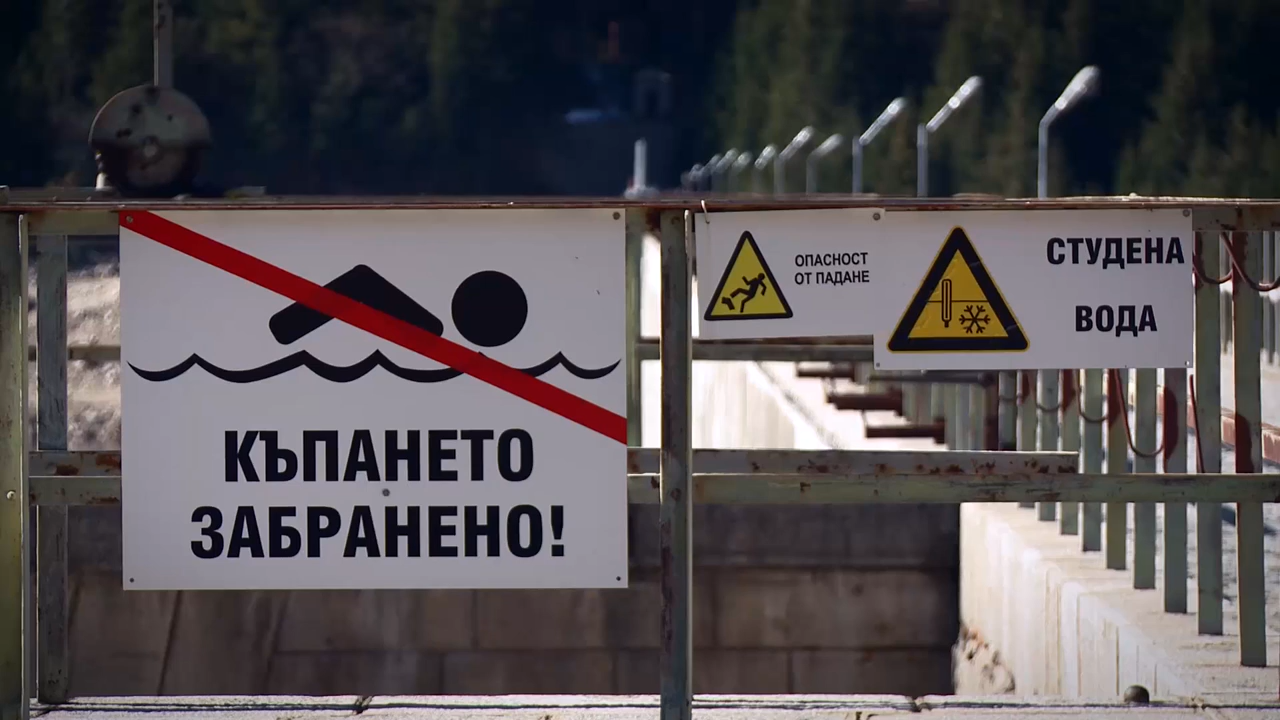 КЪПАНЕТО
ЗАБРАНЕНО!
ОПАСНОСТ
ОТ ПАДАНЕ
СТУДЕНА
ВОДА